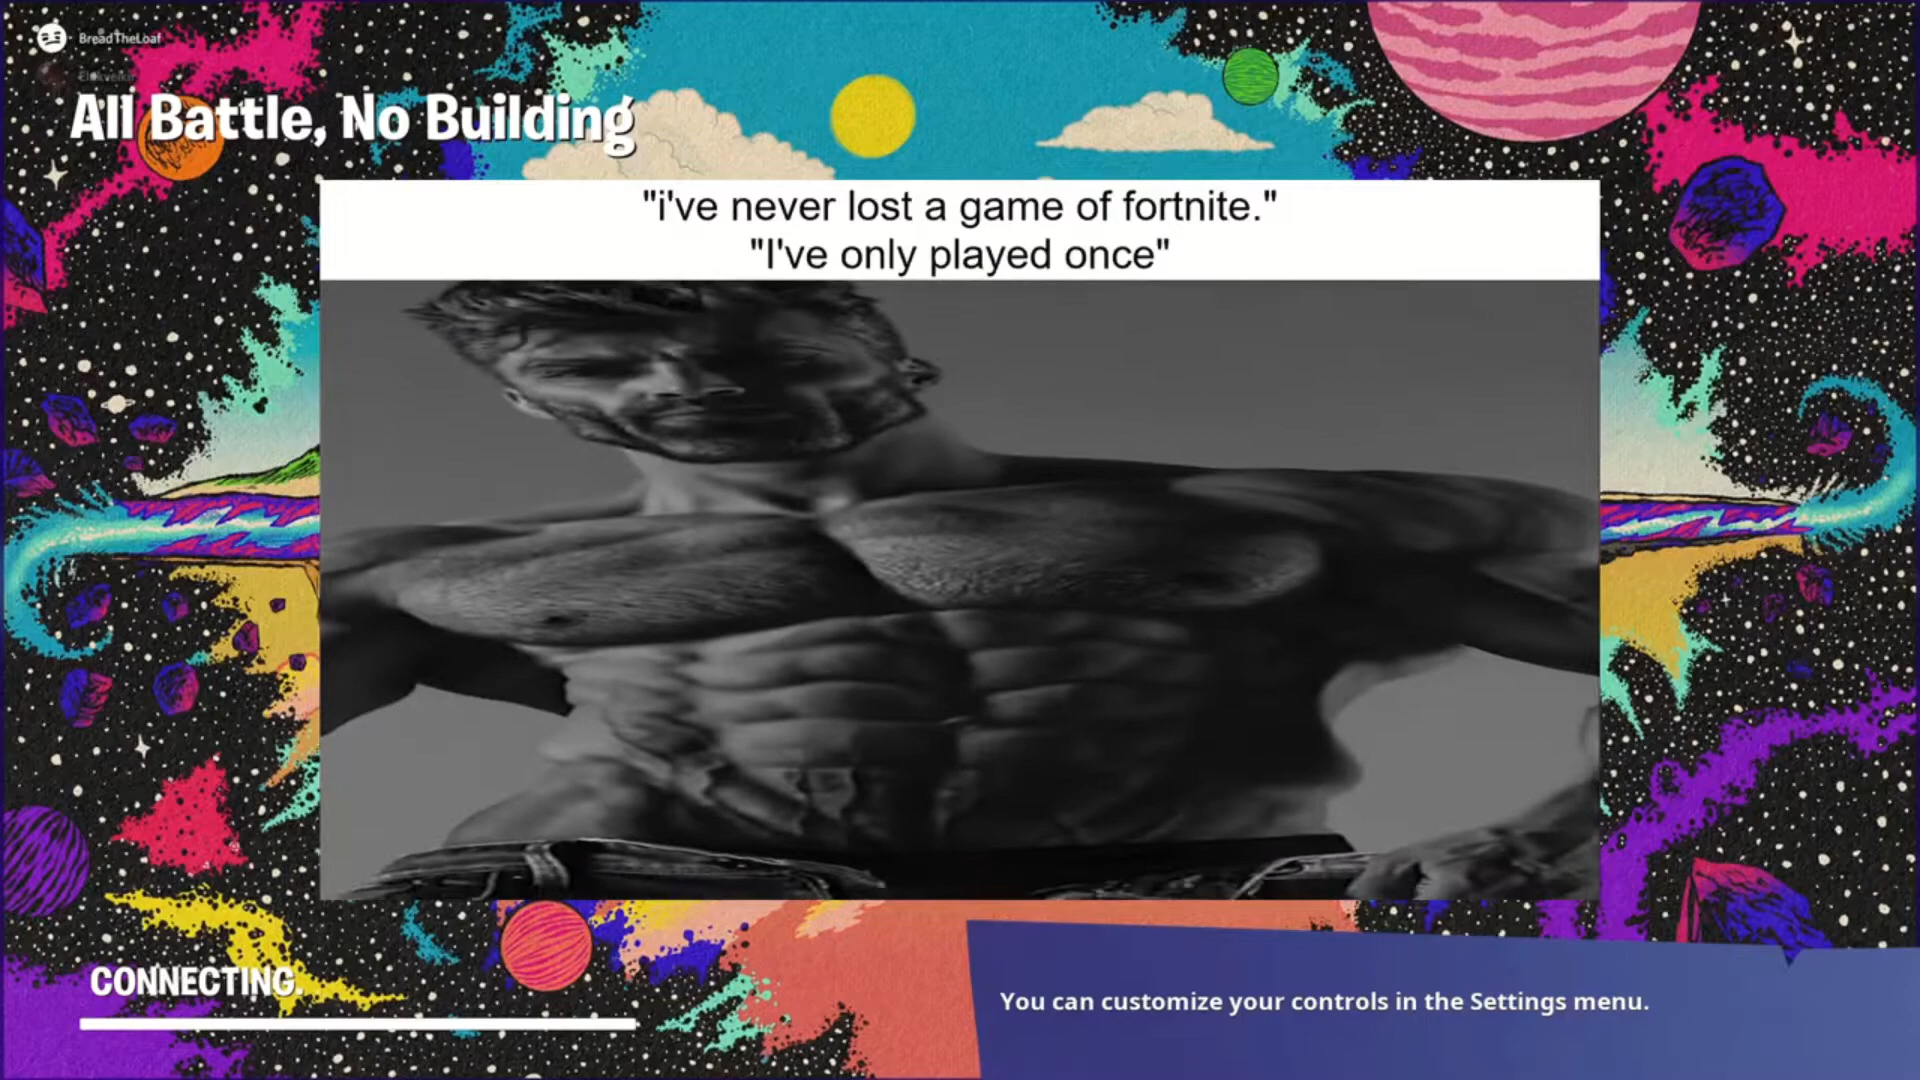 BreadTheLoaf
All Battle, No Building
"i've never lost a game of fortnite."
"I've only played once"
CONNECTING.
You can customize your controls in the Settings menu.